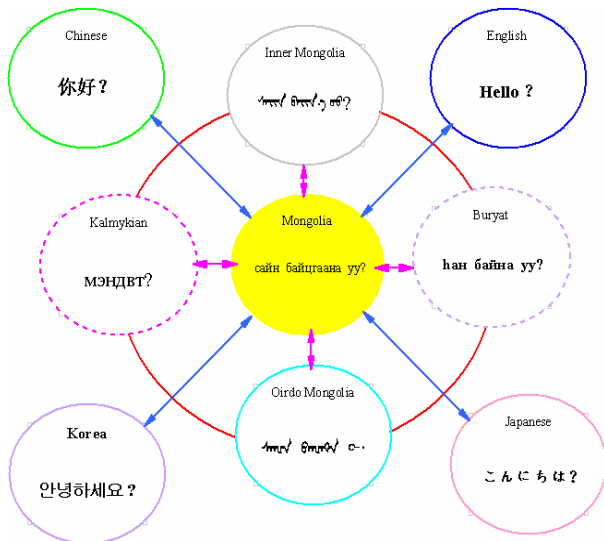 Chinese
你好?
Inner Mongolia
English
Hello ?
Kalmykian
мэндвт?
Mongolia
сайн байцгаана уу?
Buryat
һан байна уу?
Korea
안녕하세요?
Oirdo Mongolia
Japanese
こんにちは?